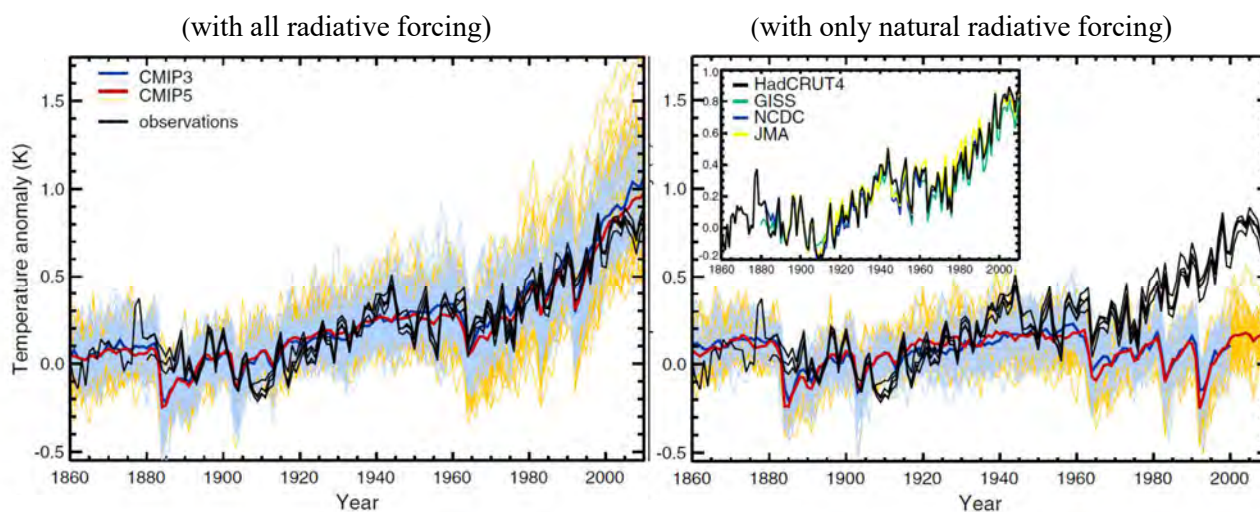 (with all radiative forcing)
(with only natural radiative forcing)
CMIP3
CMIP5
observations
Temperature anomaly (K)
1.5
1.0
0.5
0.0
-0.5
1860 1880 1900 1920 1940 1960 1980 2000
Year
HadCRUT4
GISS
NCDC
JMA
1.0
0.8
0.6
0.4
0.2
0.0
-0.2
1860 1880 1900 1920 1940 1960 1980 2000
1.5
1.0
0.5
0.0
-0.5
1860 1880 1900 1920 1940 1960 1980 2000
Year